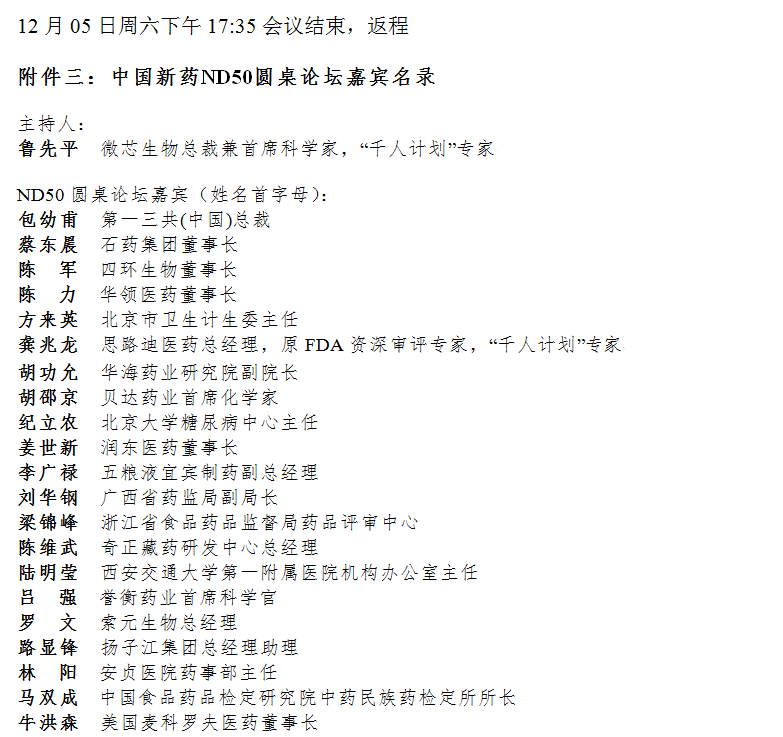 12 月 05 日周六下午 17:35 会议结束，返程
附件三：中国新药ND50圆桌论坛嘉宾名录
主持人：
鲁先平 微芯生物总裁兼首席科学家，“千人计划”专家
ND50 圆桌论坛嘉宾（姓名首字母）：
包幼甫 第一三共(中国)总裁
蔡东晨 石药集团董事长
陈 军 四环生物董事长
陈 力 华领医药董事长
方来英 北京市卫生计生委主任
龚兆龙 思路迪医药总经理，原 FDA 资深审评专家，“千人计划”专家
胡功允 华海药业研究院副院长
胡邵京 贝达药业首席化学家
纪立农 北京大学糖尿病中心主任
姜世新 润东医药董事长
李广禄 五粮液宜宾制药副总经理
刘华钢 广西省药监局副局长
梁锦峰 浙江省食品药品监督局药品评审中心
陈维武 奇正藏药研发中心总经理
陆明莹 西安交通大学第一附属医院机构办公室主任
吕 强 誉衡药业首席科学官
罗 文 索元生物总经理
路显锋 扬子江集团总经理助理
林 阳 安贞医院药事部主任
马双成 中国食品药品检定研究院中药民族药检定所所长
牛洪森 美国麦科罗夫医药董事长